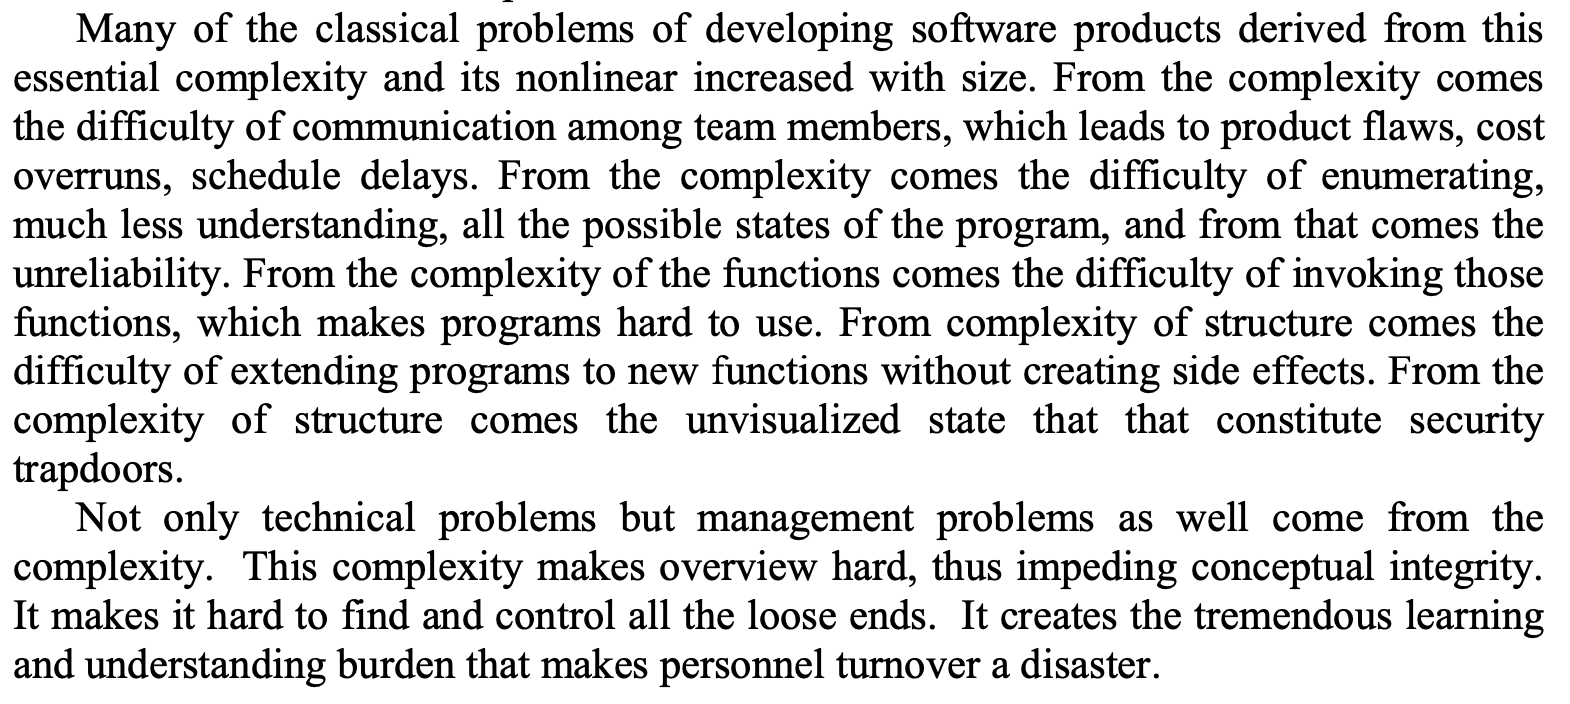 Many of the classical problems of developing software products derived from this
essential complexity and its nonlinear increased with size. From the complexity comes
the difficulty of communication among team members, which leads to product flaws, cost
overruns, schedule delays. From the complexity comes the difficulty of enumerating,
much less understanding, all the possible states of the program, and from that comes the
unreliability. From the complexity of the functions comes the difficulty of invoking those
functions, which makes programs hard to use. From complexity of structure comes the
difficulty of extending programs to new functions without creating side effects. From the
complexity of structure comes the unvisualized state that that constitute security
trapdoors.
Not only technical problems but management problems as well come from the
complexity. This complexity makes overview hard, thus impeding conceptual integrity.
It makes it hard to find and control all the loose ends. It creates the tremendous learning
and understanding burden that makes personnel turnover a disaster.